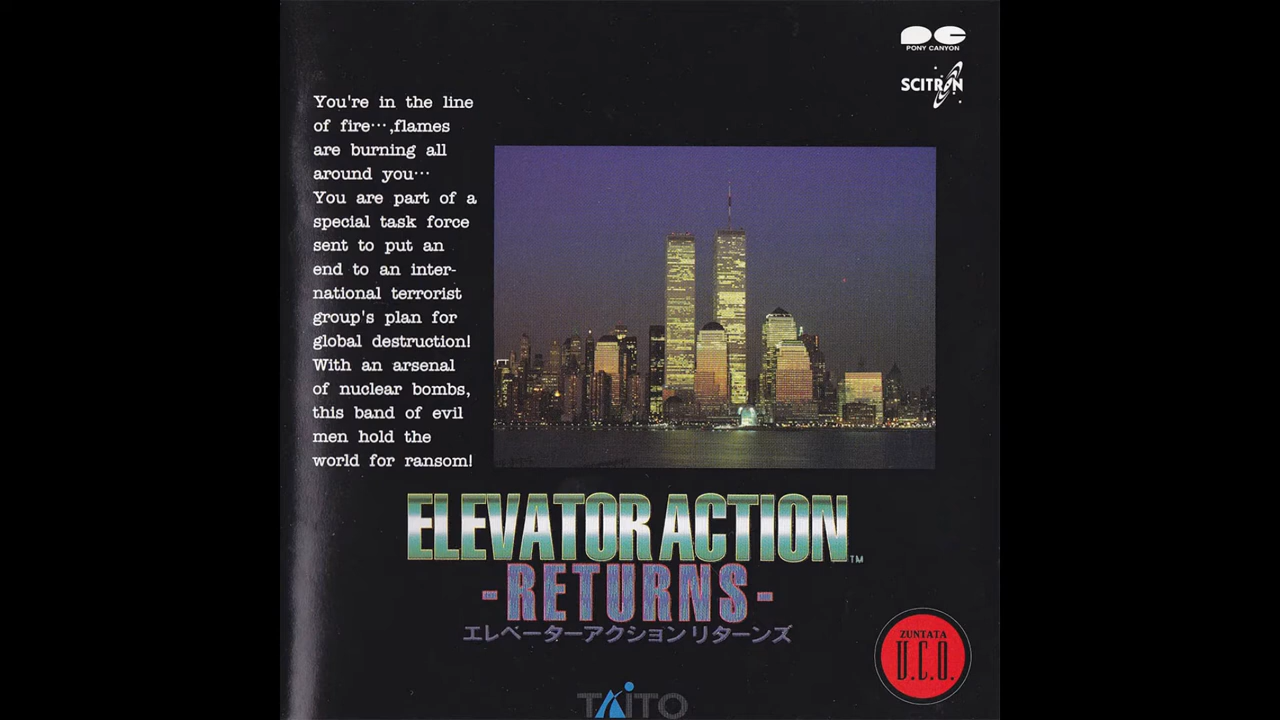 PONY CANYON
SCITRON
You're in the line
of fire…,flames
are burning all
around you…
You are part of a
special task force
sent to put an
end to an inter-
national terrorist
group's plan for
global destruction!
With an arsenal
of nuclear bombs,
this band of evil
men hold the
world for ransom!
ELEVATOR ACTION™
-RETURNS-
エレベーターアクションリターンズ
ZUNTATA
U.C.O.
TAITO